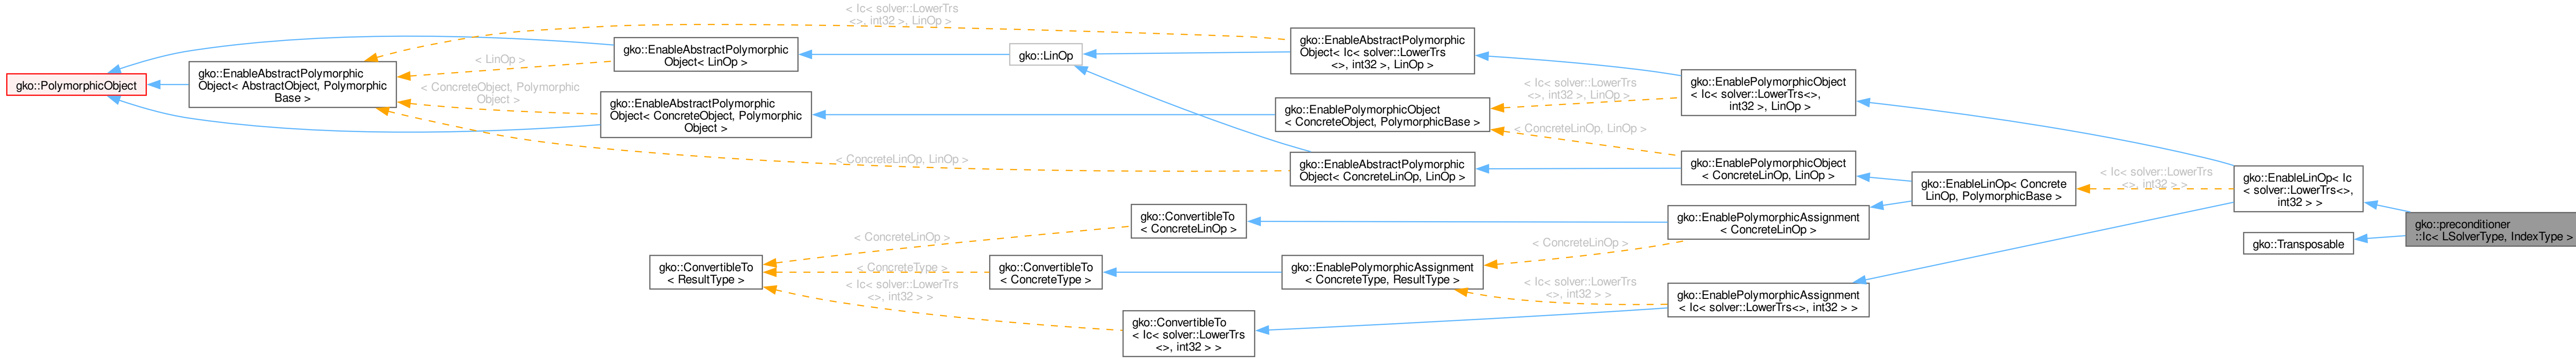 gko::PolymorphicObject
gko::EnableAbstractPolymorphic
Object< AbstractObject, Polymorphic
Base >
< Ic< solver::LowerTrs
<>, int32 >, LinOp >
< LinOp >
< ConcreteObject, Polymorphic
Object >
< ConcreteLinOp, LinOp >
gko::EnableAbstractPolymorphic
Object< LinOp >
gko::EnableAbstractPolymorphic
Object< ConcreteObject, Polymorphic
Object >
gko::LinOp
gko::EnableAbstractPolymorphic
Object< Ic< solver::LowerTrs
<>, int32 >, LinOp >
gko::EnablePolymorphicObject
< ConcreteObject, PolymorphicBase >
gko::EnableAbstractPolymorphic
Object< ConcreteLinOp, LinOp >
< Ic< solver::LowerTrs
<>, int32 >, LinOp >
< ConcreteLinOp, LinOp >
gko::EnablePolymorphicObject
< Ic< solver::LowerTrs<>,
int32 >, LinOp >
gko::EnablePolymorphicObject
< ConcreteLinOp, LinOp >
gko::EnableLinOp< Concrete
LinOp, PolymorphicBase >
< Ic< solver::LowerTrs
<>, int32 > >
gko::EnableLinOp< Ic
< solver::LowerTrs<>,
int32 > >
gko::preconditioner
::Ic< LSolverType, IndexType >
gko::Transposable
gko::ConvertibleTo
< ConcreteLinOp >
gko::EnablePolymorphicAssignment
< ConcreteLinOp >
< ConcreteLinOp >
< ConcreteType >
< Ic< solver::LowerTrs
<>, int32 > >
gko::ConvertibleTo
< ResultType >
gko::ConvertibleTo
< ConcreteType >
gko::EnablePolymorphicAssignment
< ConcreteType, ResultType >
< ConcreteLinOp >
< Ic< solver::LowerTrs
<>, int32 > >
gko::EnablePolymorphicAssignment
< Ic< solver::LowerTrs<>, int32 > >
gko::ConvertibleTo
< Ic< solver::LowerTrs
<>, int32 > >